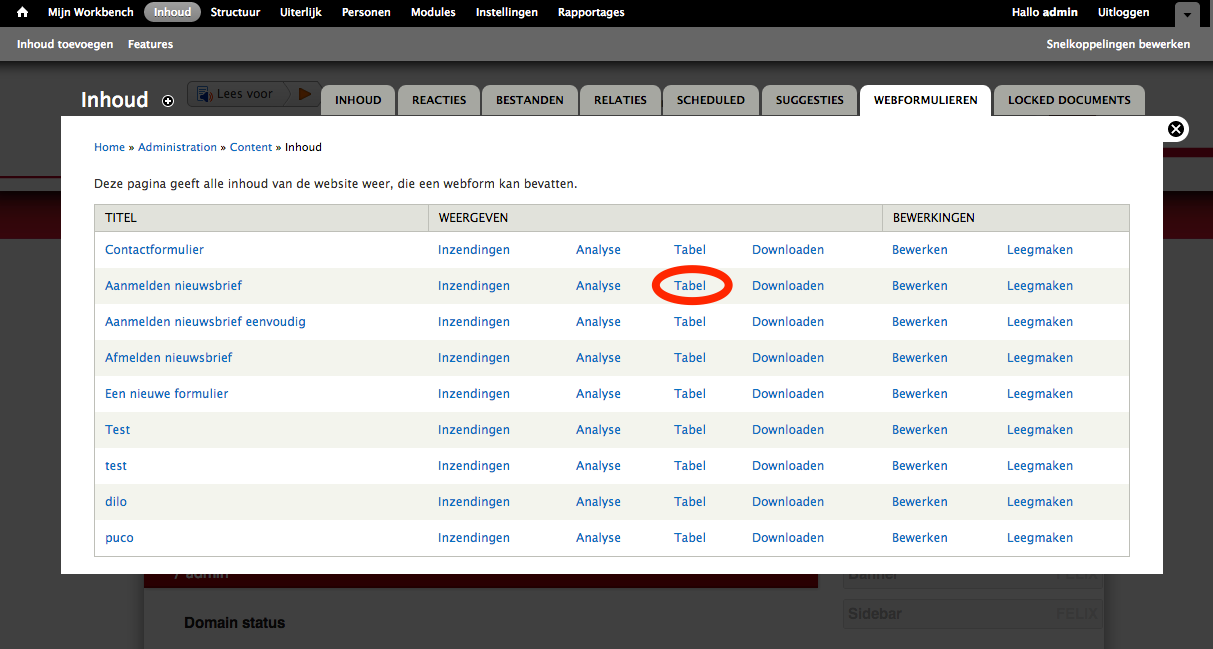 Mijn Workbench Inhoud Structuur Uiterlijk Personen Modules Instellingen Rapportages Hallo admin Uitloggen
Inhoud toevoegen Features Snelkoppelingen bewerken
Inhoud Lees voor INHOUD REACTIES BESTANDEN RELATIES SCHEDULED SUGGESTIES WEBFORMULIEREN LOCKED DOCUMENTS
Home » Administration » Content » Inhoud
Deze pagina geeft alle inhoud van de website weer, die een webform kan bevatten.
TITEL WEERGEVEN BEWERKINGEN
Contactformulier Inzendingen Analyse Tabel Downloaden Bewerken Leegmaken
Aanmelden nieuwsbrief Inzendingen Analyse Tabel Downloaden Bewerken Leegmaken
Aanmelden nieuwsbrief eenvoudig Inzendingen Analyse Tabel Downloaden Bewerken Leegmaken
Afmelden nieuwsbrief Inzendingen Analyse Tabel Downloaden Bewerken Leegmaken
Een nieuwe formulier Inzendingen Analyse Tabel Downloaden Bewerken Leegmaken
Test Inzendingen Analyse Tabel Downloaden Bewerken Leegmaken
test Inzendingen Analyse Tabel Downloaden Bewerken Leegmaken
dilo Inzendingen Analyse Tabel Downloaden Bewerken Leegmaken
puco Inzendingen Analyse Tabel Downloaden Bewerken Leegmaken
/ admin Banner FELIX
Sidebar FELIX
Domain status